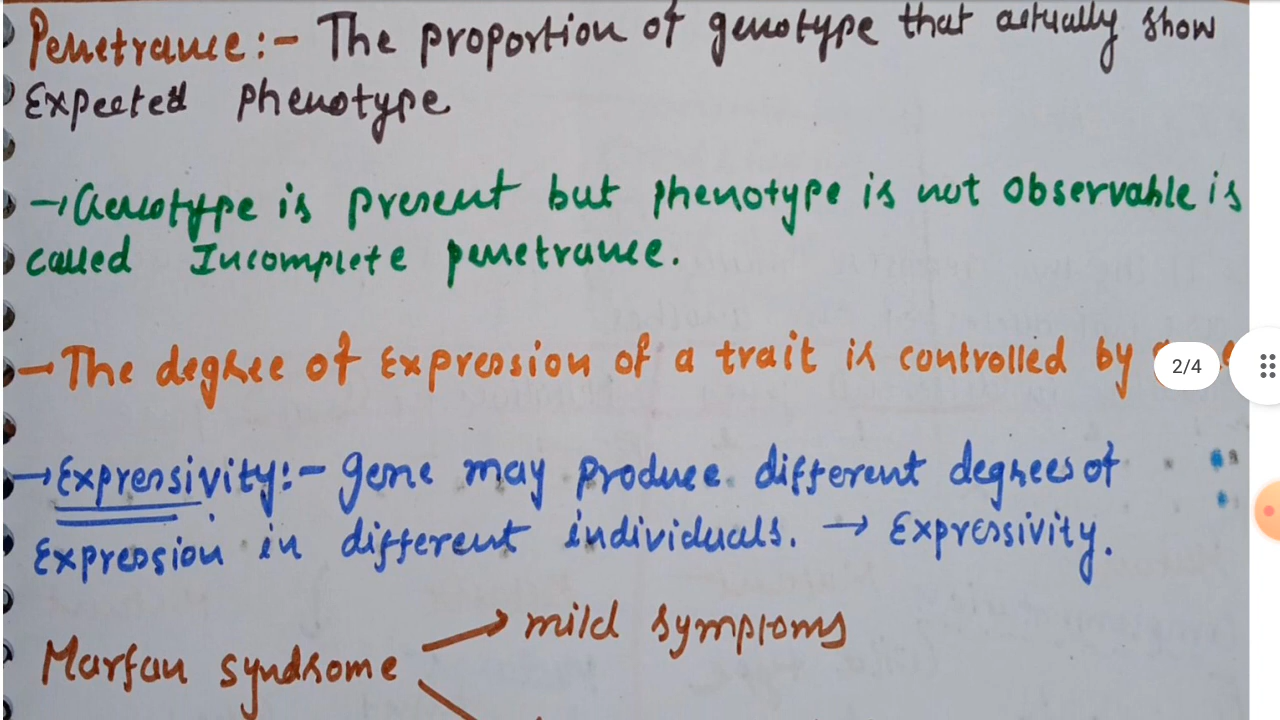 Penetrance:- The proportion of genotype that actually show
Expected phenotype
→ Genotype is present but phenotype is not observable is
called Incomplete penetrance.
→ The degree of expression of a trait is controlled by
2/4
→ Expressivity:- gene may produce different degrees of
Expression in different individuals. → Expressivity.
mild symptoms
Marfan syndrome